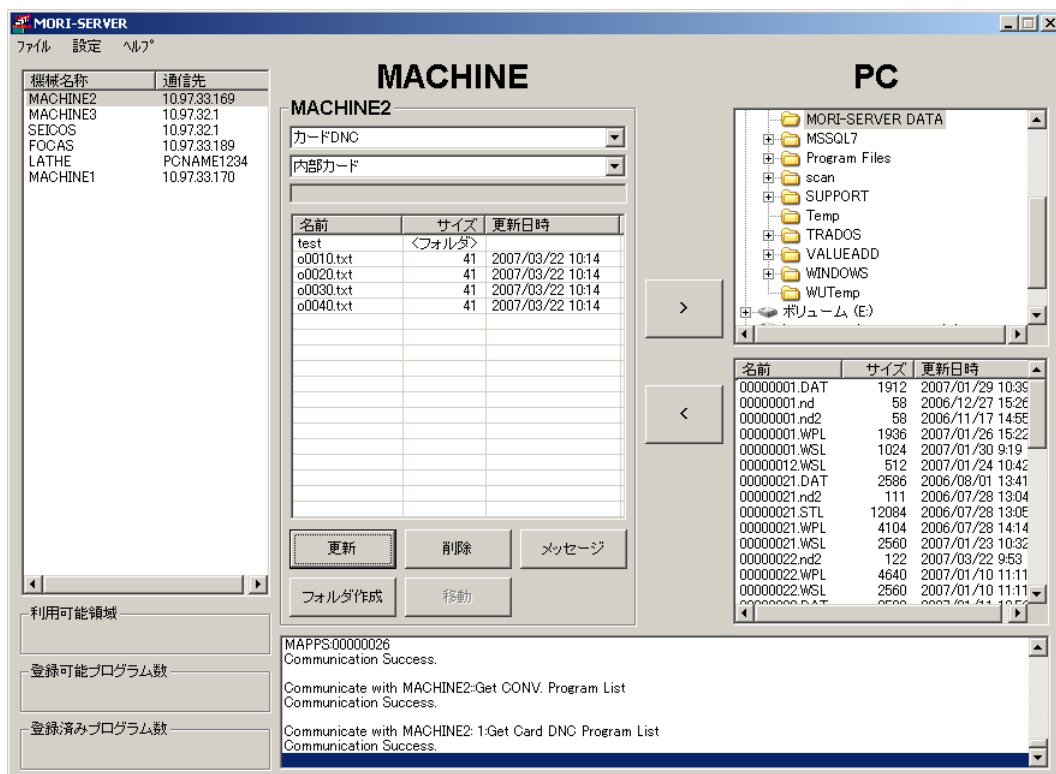 MORI-SERVER
ﾌｧｲﾙ 設定 ﾍﾙﾌﾟ
MACHINE
PC
機械名称 通信先
MACHINE2 10.97.33.169
MACHINE3 10.97.32.1
SEICOS 10.97.32.1
FOCAS 10.97.33.189
LATHE PCNAME1234
MACHINE1 10.97.33.170
利用可能領域
登録可能プログラム数
登録済みプログラム数
MACHINE2
カードDNC
内部カード
名前 サイズ 更新日時
test <フォルダ>
o0010.txt 41 2007/03/22 10:14
o0020.txt 41 2007/03/22 10:14
o0030.txt 41 2007/03/22 10:14
o0040.txt 41 2007/03/22 10:14
更新 削除 メッセージ
フォルダ作成 移動
>
<
MORI-SERVER DATA
MSSQL7
Program Files
scan
SUPPORT
Temp
TRADOS
VALUEADD
WINDOWS
WUTemp
ボリューム (E:)
名前 サイズ 更新日時
00000001.DAT 1912 2007/01/29 10:39
00000001.nd 58 2006/12/27 15:26
00000001.nd2 58 2006/11/17 14:55
00000001.WPL 1936 2007/01/26 15:22
00000001.WSL 1024 2007/01/30 9:19
00000012.WSL 512 2007/01/24 10:42
00000021.DAT 2586 2006/08/01 13:41
00000021.nd2 111 2006/07/28 13:04
00000021.STL 12084 2006/07/28 13:05
00000021.WPL 4104 2006/07/28 14:14
00000021.WSL 2560 2007/01/23 10:32
00000022.nd2 122 2007/03/22 9:53
00000022.WPL 4640 2007/01/10 11:11
00000022.WSL 2560 2007/01/10 11:11
MAPPS:00000026
Communication Success.
Communicate with MACHINE2::Get CONV. Program List
Communication Success.
Communicate with MACHINE2: 1:Get Card DNC Program List
Communication Success.